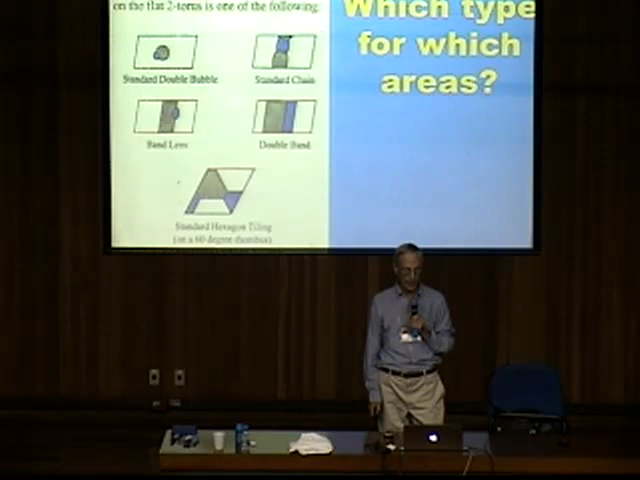 on the flat 2-torus is one of the following:
Standard Double Bubble
Standard Chain
Band Lens
Double Band
Standard Hexagon Tiling
(on a 60 degree rhombus)
Which type
for which
areas?